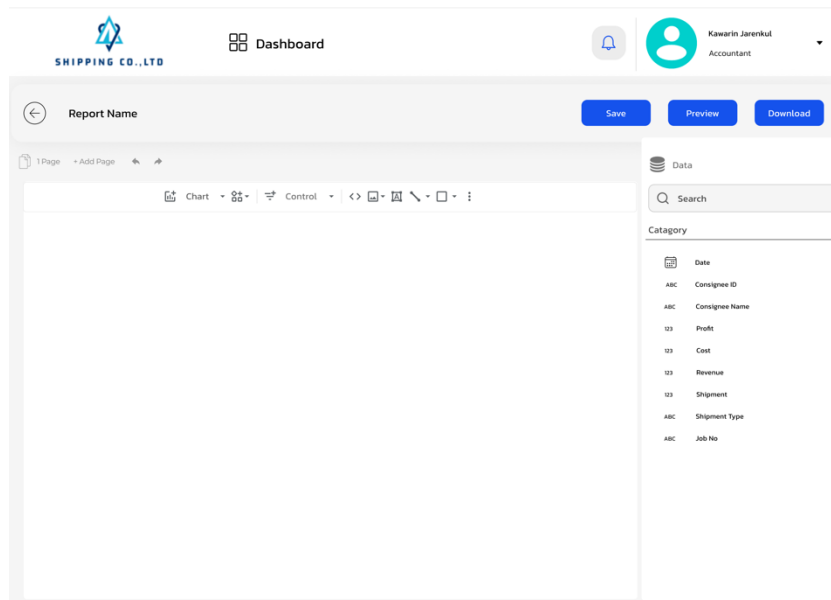 SHIPPING CO.,LTD
Dashboard
Kawarin Jarenkul
Accountant
Report Name
Save
Preview
Download
1 Page + Add Page
Chart
Control
A
Data
Search
Catagory
Date
ABC Consignee ID
ABC Consignee Name
123 Profit
123 Cost
123 Revenue
123 Shipment
ABC Shipment Type
ABC Job No